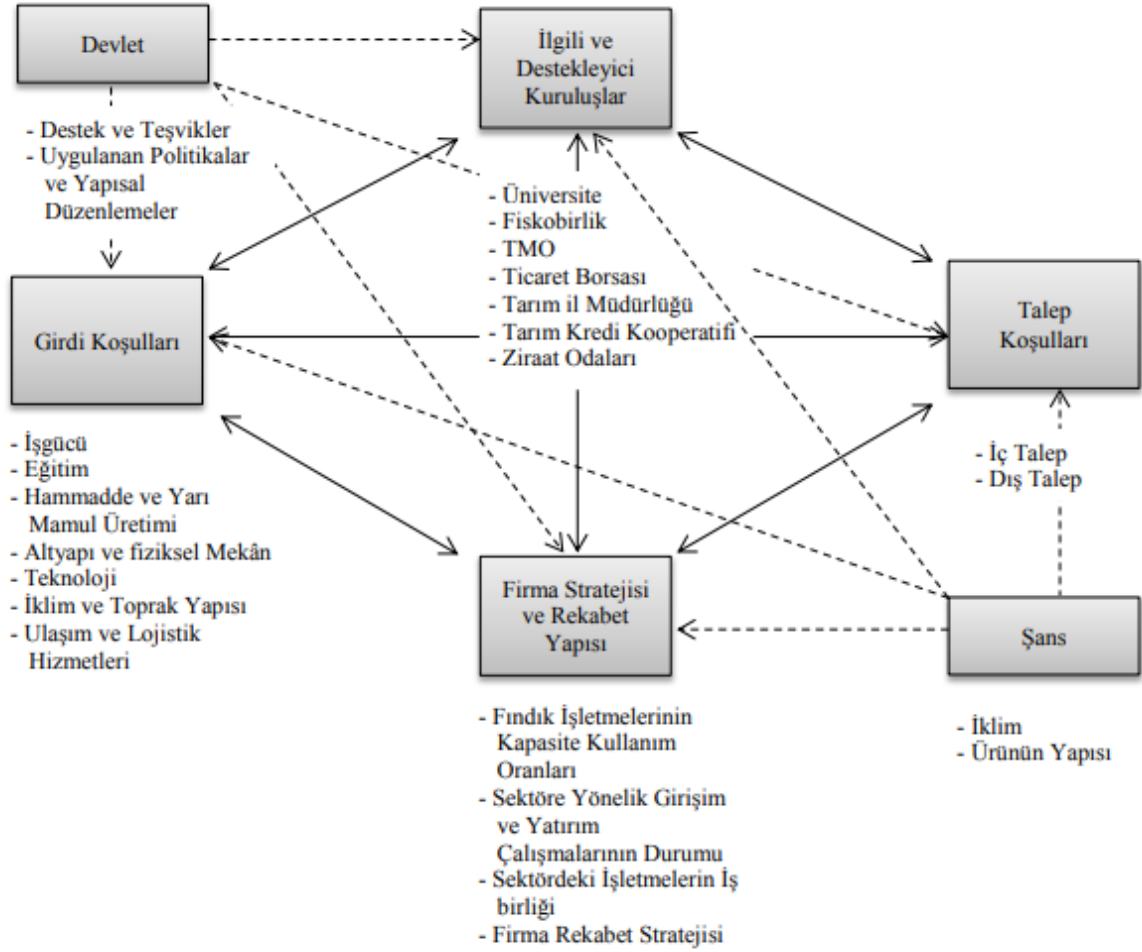 Devlet
İlgili ve
Destekleyici
Kuruluşlar
- Destek ve Teşvikler
- Uygulanan Politikalar
ve Yapısal
Düzenlemeler
- Üniversite
- Fiskobirlik
- TMO
- Ticaret Borsası
- Tarım il Müdürlüğü
- Tarım Kredi Kooperatifi
- Ziraat Odaları
Girdi Koşulları
Talep
Koşulları
- İşgücü
- Eğitim
- Hammadde ve Yarı
Mamul Üretimi
- Altyapı ve fiziksel Mekân
- Teknoloji
- İklim ve Toprak Yapısı
- Ulaşım ve Lojistik
Hizmetleri
- İç Talep
- Dış Talep
Firma Stratejisi
ve Rekabet
Yapısı
Şans
- Fındık İşletmelerinin
Kapasite Kullanım
Oranları
- Sektöre Yönelik Girişim
ve Yatırım
Çalışmalarının Durumu
- Sektördeki İşletmelerin İş
birliği
- Firma Rekabet Stratejisi
- İklim
- Ürünün Yapısı